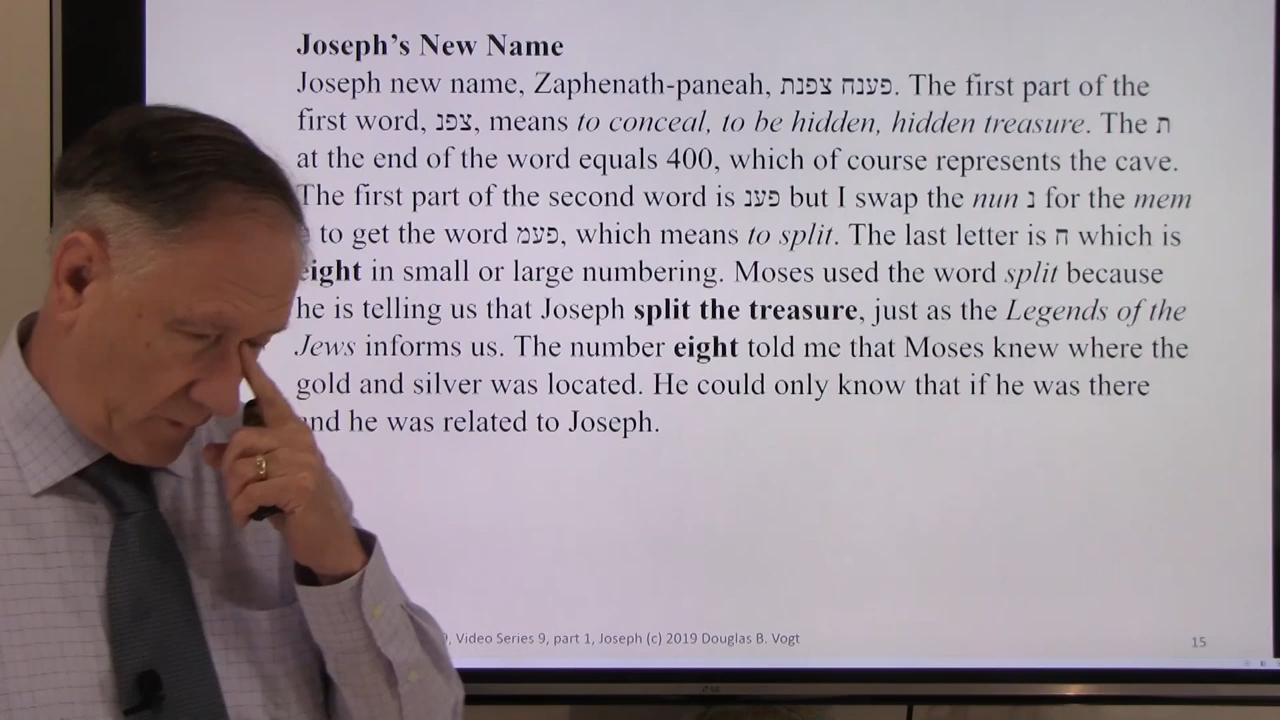 Joseph's New Name
Joseph new name, Zaphenath-paneah, פענח צפנת. The first part of the
first word, צפנ, means to conceal, to be hidden, hidden treasure. The ת
at the end of the word equals 400, which of course represents the cave.
The first part of the second word is פענ but I swap the nun נ for the mem
to get the word פעמ, which means to split. The last letter is ח which is
eight in small or large numbering. Moses used the word split because
he is telling us that Joseph split the treasure, just as the Legends of the
Jews informs us. The number eight told me that Moses knew where the
gold and silver was located. He could only know that if he was there
and he was related to Joseph.
, Video Series 9, part 1, Joseph (c) 2019 Douglas B. Vogt
15